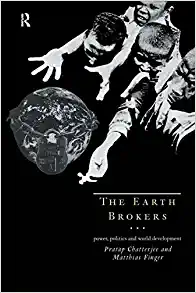 R
THE EARTH
BROKERS
power, politics and world development
Pratap Chatterjee
and Matthias Finger